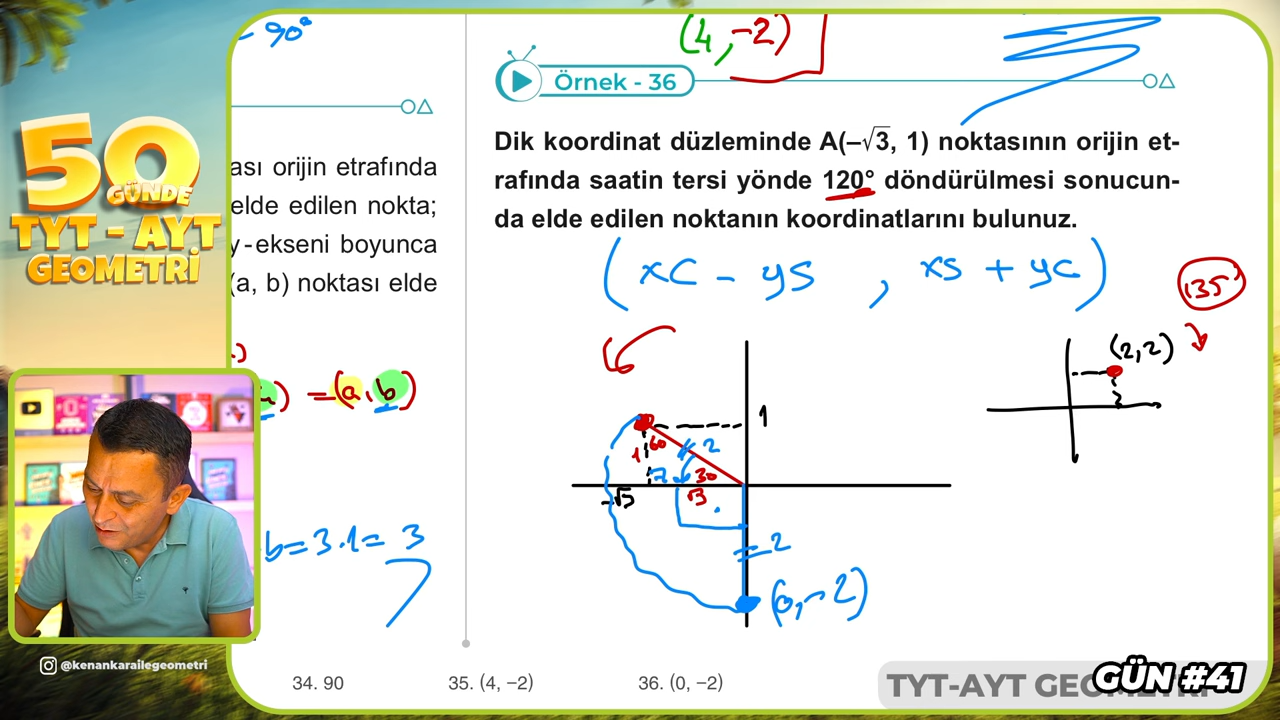 = 90°
(4, -2)
50
GÜNDE
TYT - AYT
GEOMETRİ
Örnek - 36
Dik koordinat düzleminde A(–√3, 1) noktasının orijin et-
rafında saatin tersi yönde 120° döndürülmesi sonucun-
da elde edilen noktanın koordinatlarını bulunuz.
ası orijin etrafında
elde edilen nokta;
y-ekseni boyunca
(a, b) noktası elde
(xc - ys , xs + yc)
135°
(2,2)
2
) = (a, b)
1
60
2
1
30
-√3
√3
= 2
(0, -2)
b = 3.1 = 3
@kenankarailegeometri
34. 90
35. (4, –2)
36. (0, –2)
TYT-AYT GEOMETRİ
GÜN #41